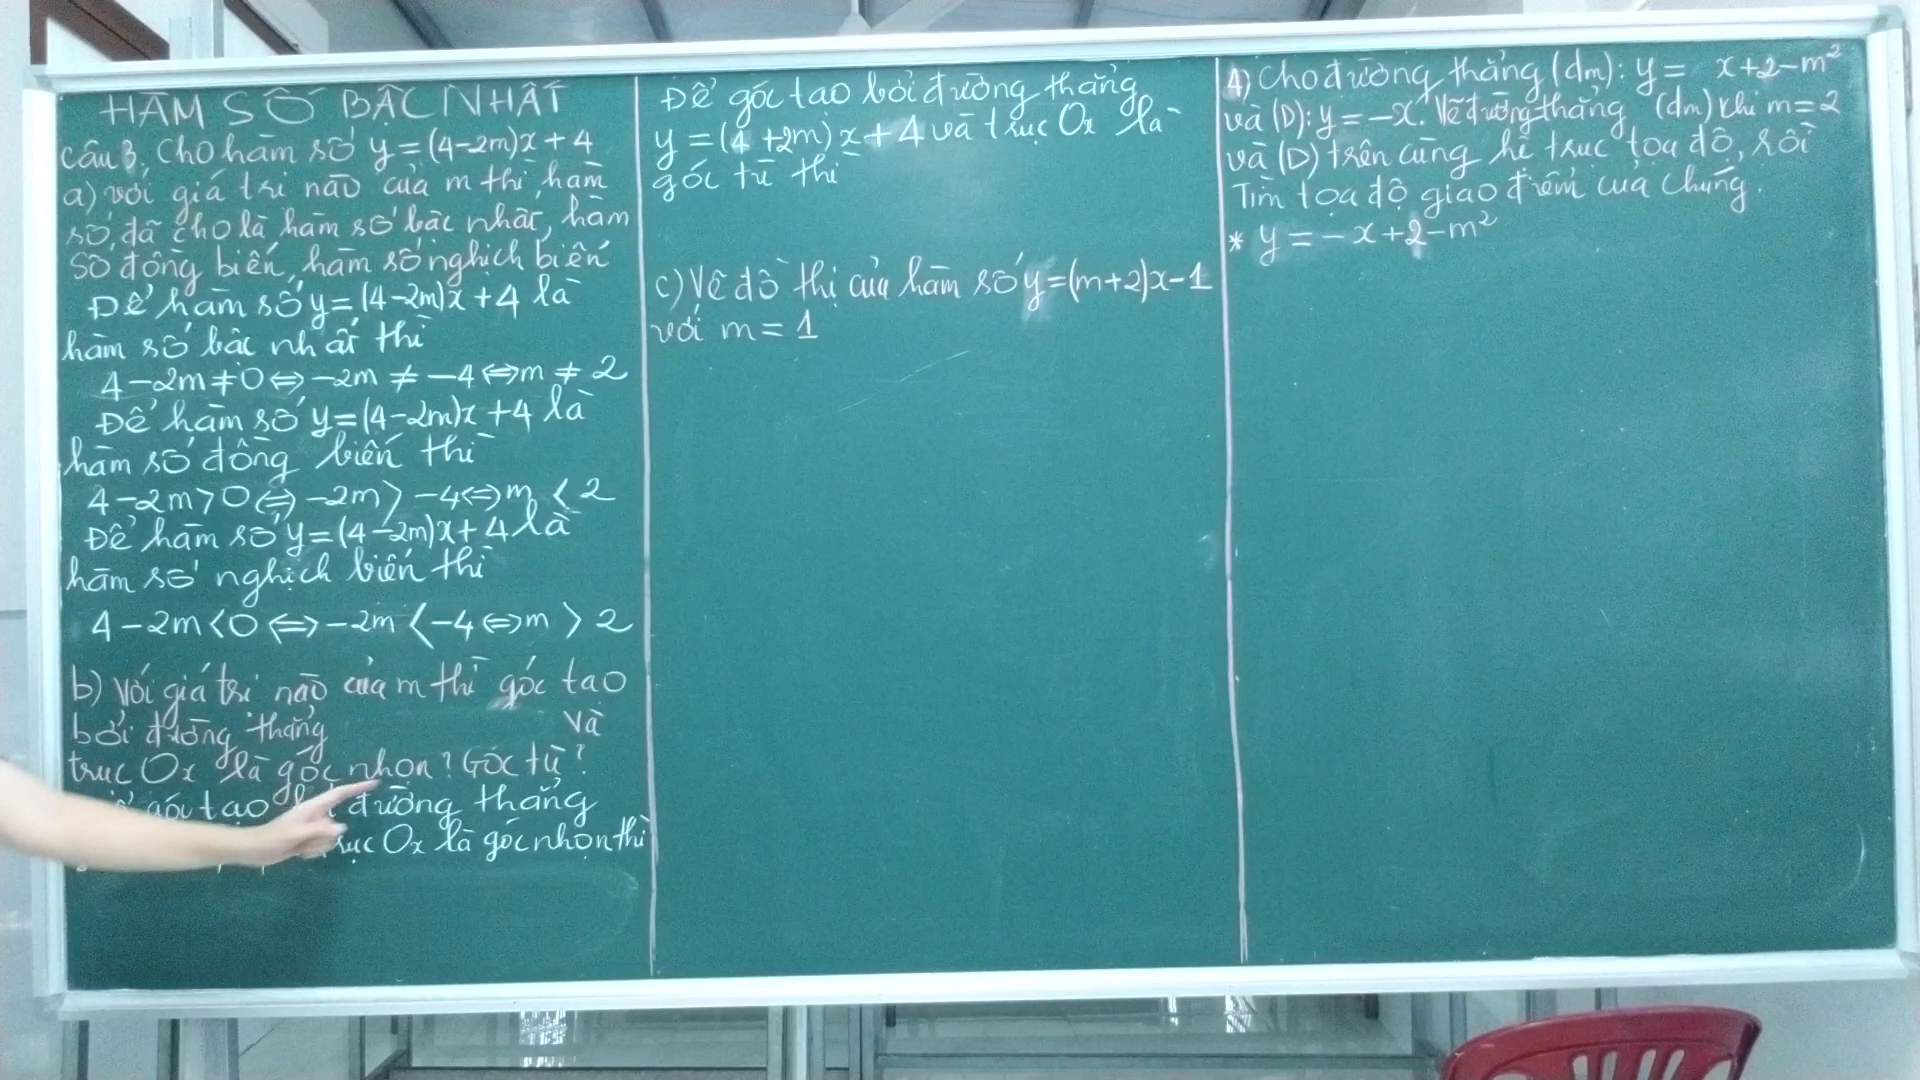 HÀM SỐ BẬC NHẤT
Câu 3. Cho hàm số y=(4-2m)x+4
a) với giá trị nào của m thì hàm
số đã cho là hàm số bậc nhất, hàm
số đồng biến, hàm số nghịch biến
Để hàm số y=(4-2m)x+4 là
hàm số bậc nhất thì
4-2m≠0⇔-2m≠-4⇔m≠2
Để hàm số y=(4-2m)x+4 là
hàm số đồng biến thì
4-2m>0⇔-2m>-4⇔m<2
Để hàm số y=(4-2m)x+4 là
hàm số nghịch biến thì
4-2m<0⇔-2m<-4⇔m>2
b) Với giá trị nào của m thì góc tạo
bởi đường thẳng và
trục Ox là góc nhọn? Góc tù?
góc tạo đường thẳng
trục Ox là góc nhọn thì
Để góc tạo bởi đường thẳng
y=(4+2m)x+4 và trục Ox là
góc tù thì
c) Vẽ đồ thị của hàm số y=(m+2)x-1
với m=1
4) Cho đường thẳng (dm): y= x+2-m²
và (D): y=-x. Vẽ đường thẳng (dm) khi m=2
và (D) trên cùng hệ trục tọa độ, rồi
Tìm tọa độ giao điểm của chúng.
* y=-x+2-m²